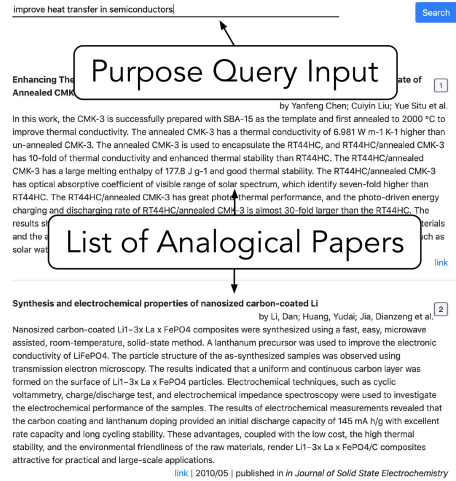 improve heat transfer in semiconductors
Search
Purpose Query Input
Enhancing The ate of
Annealed CMK 1
by Yanfeng Chen; Cuiyin Liu; Yue Situ et al.
In this work, the CMK-3 is successfully prepared with SBA-15 as the template and first annealed to 2000 °C to
improve thermal conductivity. The annealed CMK-3 has a thermal conductivity of 6.981 W m-1 K-1 higher than
un-annealed CMK-3. The annealed CMK-3 is used to encapsulate the RT44HC, and RT44HC/annealed CMK-3
has 10-fold of thermal conductivity and enhanced thermal stability than RT44HC. The RT44HC/annealed
CMK-3 has a large melting enthalpy of 177.8 J g-1 and good thermal stability. The RT44HC/annealed CMK-3
has optical absorptive coefficient of visible range of solar spectrum, which identify seven-fold higher than
RT44HC. The RT44HC/annealed CMK-3 has great photothermal performance, and the photo-driven energy
charging and discharging rate of RT44HC/annealed CMK-3 is almost 30-fold larger than the RT44HC. The
results s terials
and the a uch as
solar wat
List of Analogical Papers
link
Synthesis and electrochemical properties of nanosized carbon-coated Li
2
by Li, Dan; Huang, Yudai; Jia, Dianzeng et al.
Nanosized carbon-coated Li1−3x La x FePO4 composites were synthesized using a fast, easy, microwave
assisted, room-temperature, solid-state method. A lanthanum precursor was used to improve the electronic
conductivity of LiFePO4. The particle structure of the as-synthesized samples was observed using
transmission electron microscopy. The results indicated that a uniform and continuous carbon layer was
formed on the surface of Li1−3x La x FePO4 particles. Electrochemical techniques, such as cyclic
voltammetry, charge/discharge test, and electrochemical impedance spectroscopy were used to investigate
the electrochemical performance of the samples. The results of electrochemical measurements revealed that
the carbon coating and lanthanum doping provided an initial discharge capacity of 145 mA h/g with excellent
rate capacity and long cycling stability. These advantages, coupled with the low cost, the high thermal
stability, and the environmental friendliness of the raw materials, render Li1−3x La x FePO4/C composites
attractive for practical and large-scale applications.
link | 2010/05 | published in in Journal of Solid State Electrochemistry